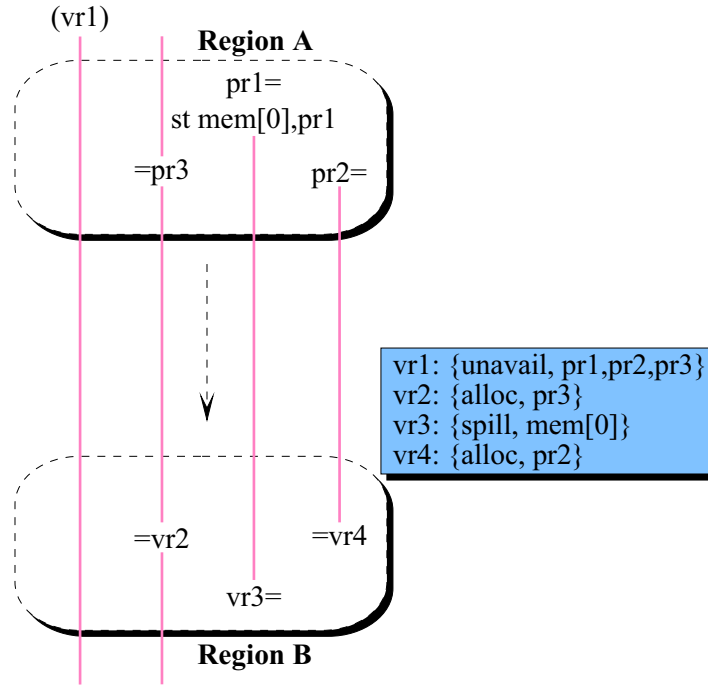 (vr1)
Region A
pr1=
st mem[0],pr1
=pr3
pr2=
vr1: {unavail, pr1,pr2,pr3}
vr2: {alloc, pr3}
vr3: {spill, mem[0]}
vr4: {alloc, pr2}
=vr2
=vr4
vr3=
Region B